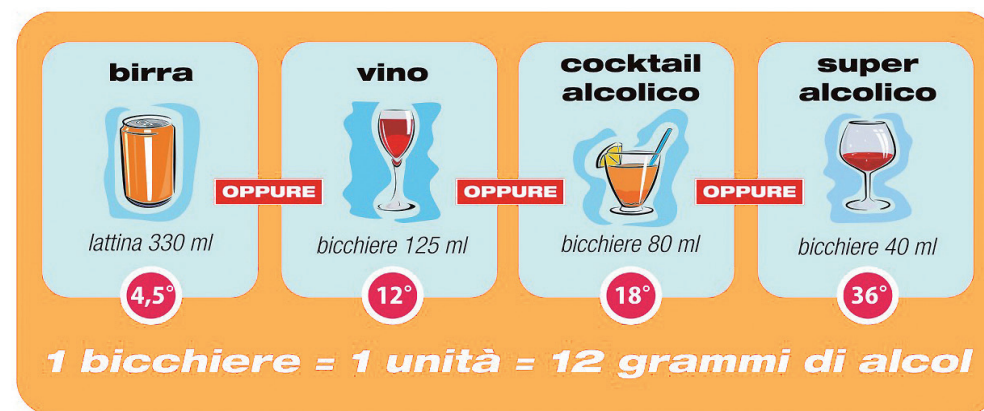 birra
lattina 330 ml
4,5°
OPPURE
vino
bicchiere 125 ml
12°
OPPURE
cocktail
alcolico
bicchiere 80 ml
18°
OPPURE
super
alcolico
bicchiere 40 ml
36°
1 bicchiere = 1 unità = 12 grammi di alcol